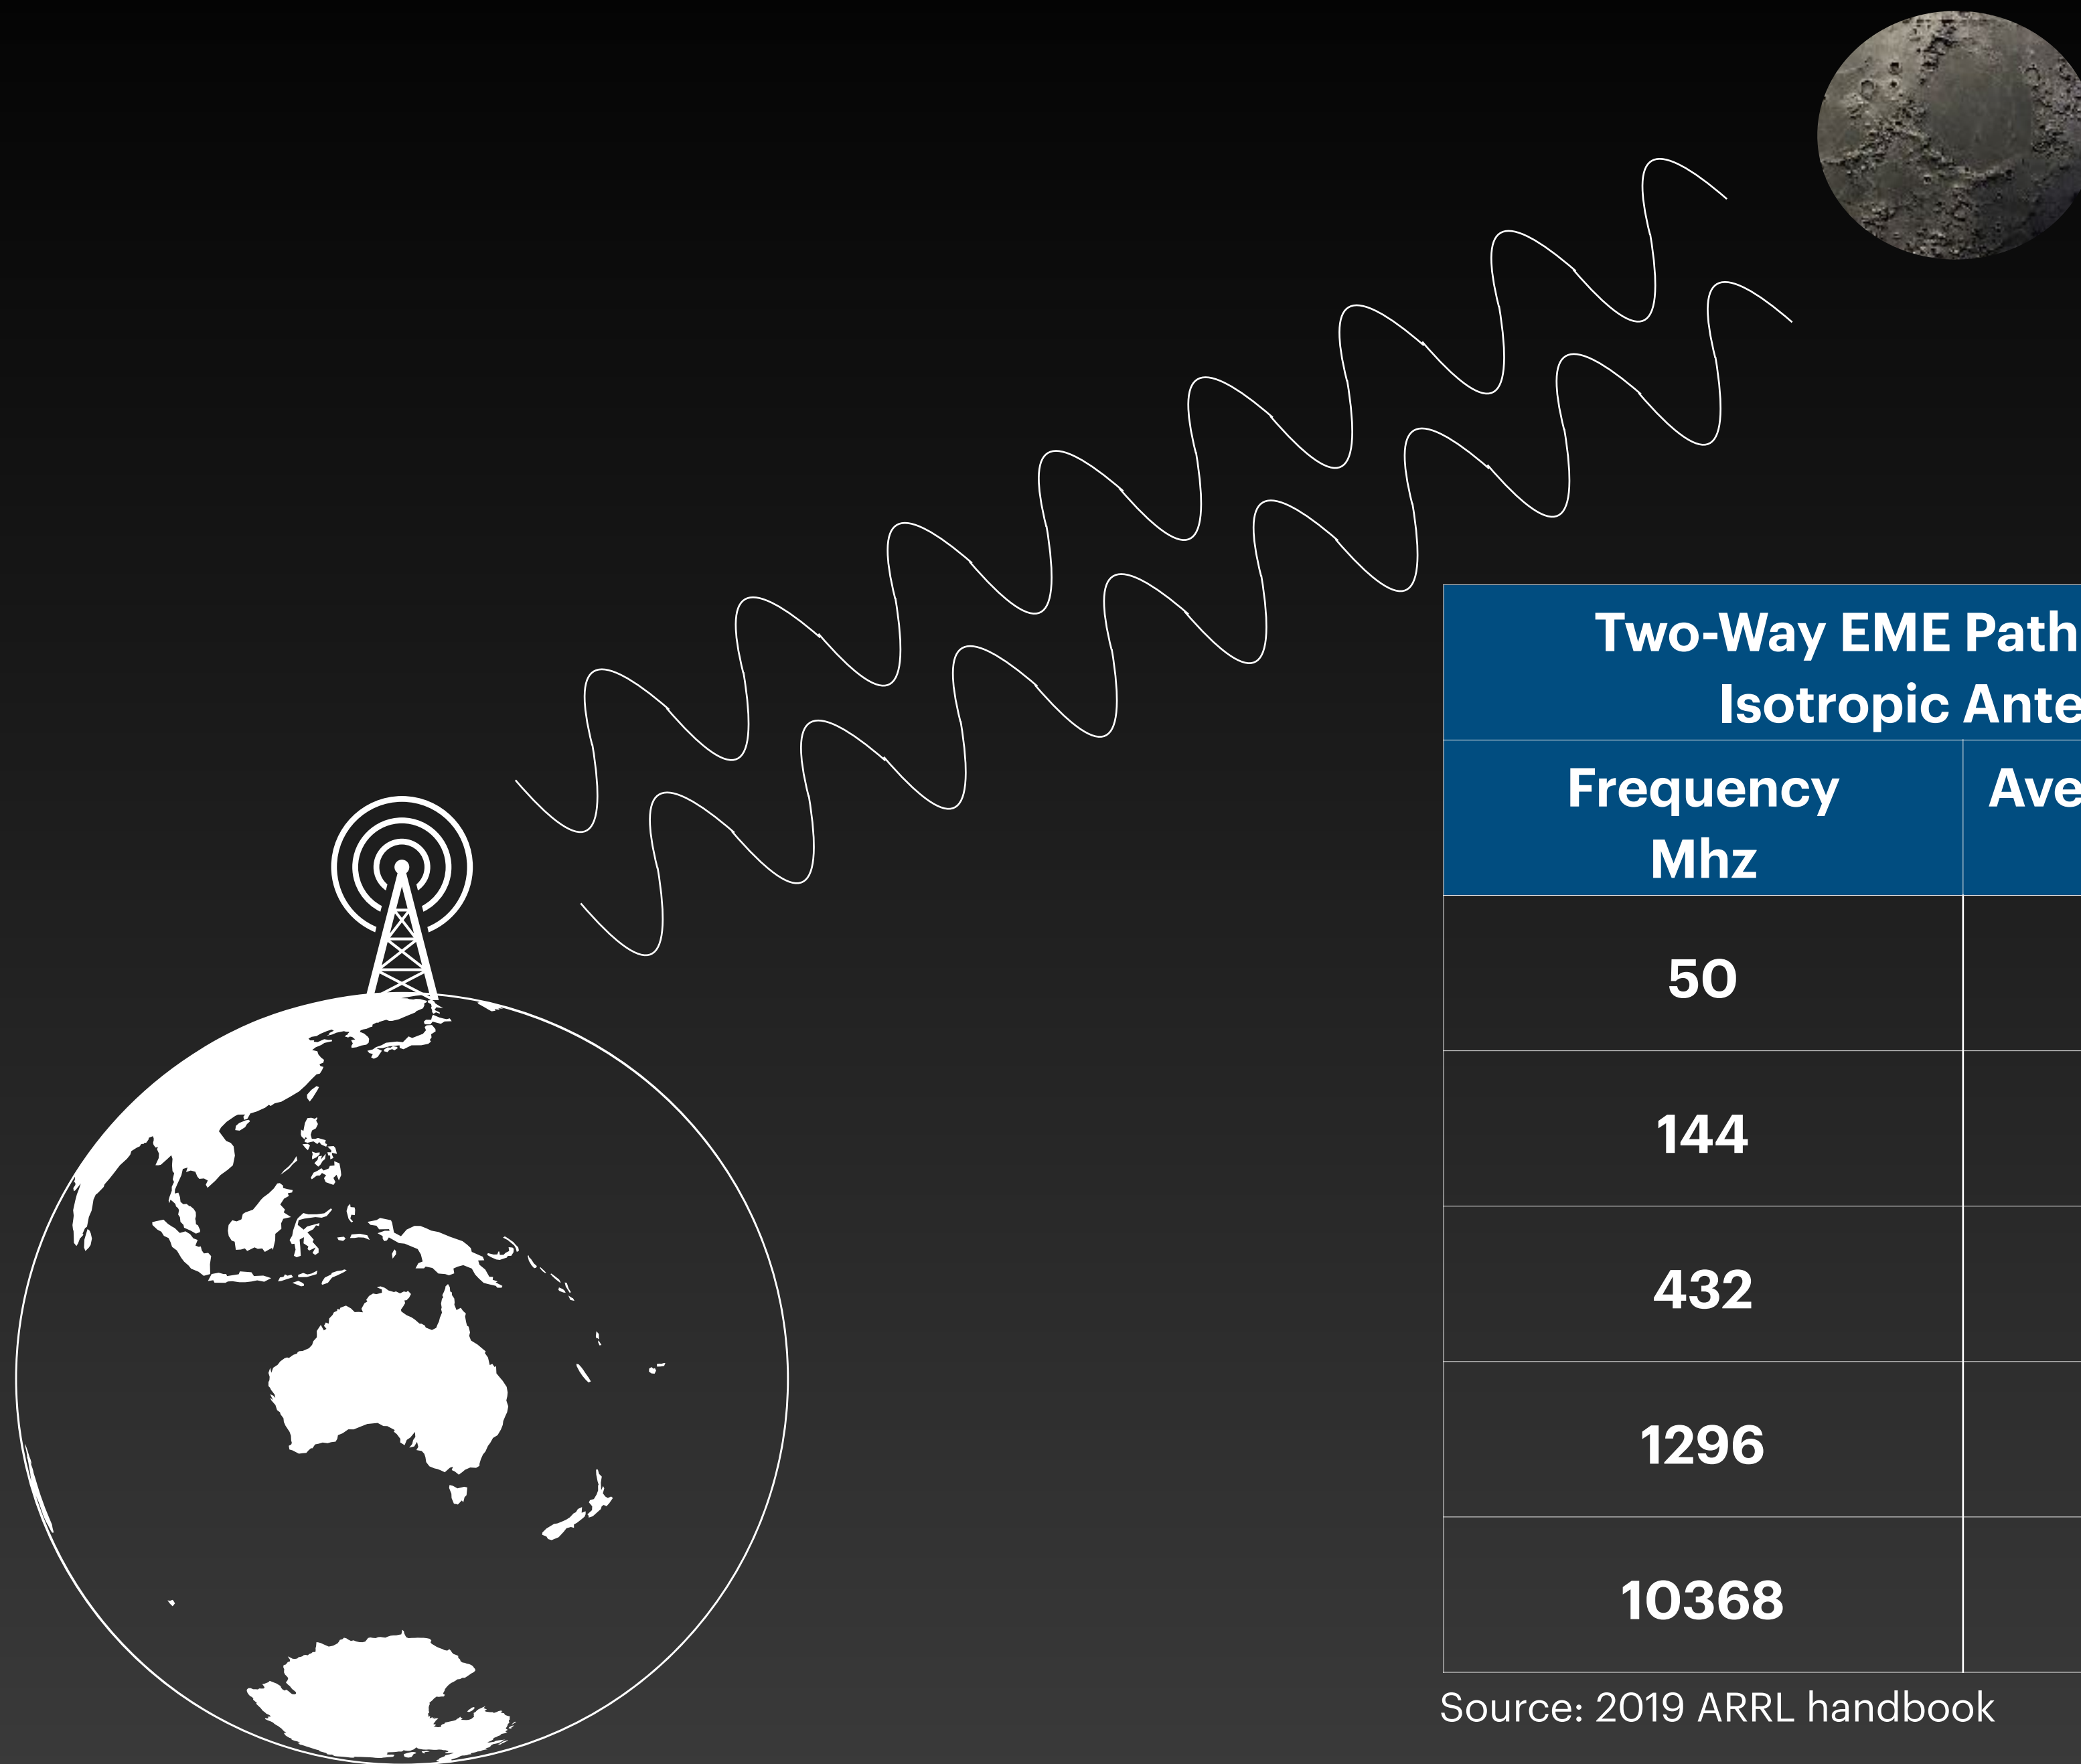 Two-Way EME Path
Isotropic Ante
Frequency
Mhz
Ave
50
144
432
1296
10368
Source: 2019 ARRL handbook